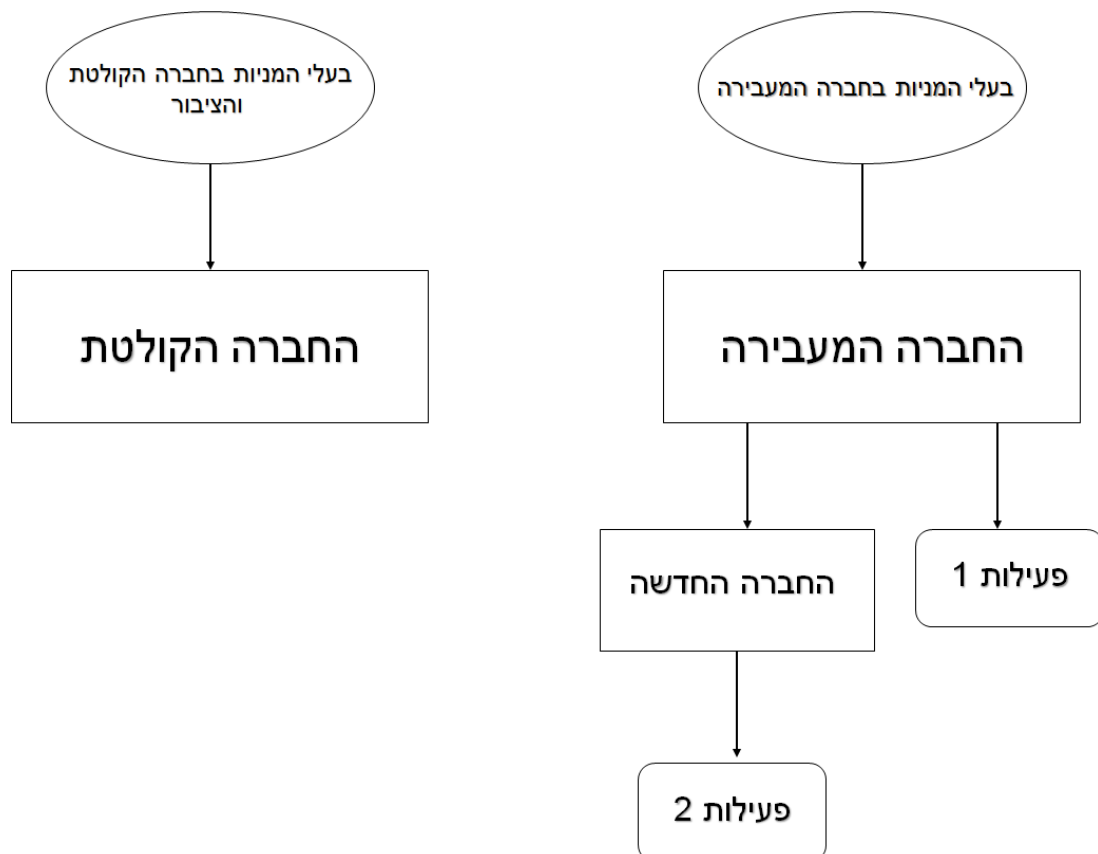 בעלי המניות בחברה המעבירה
בעלי המניות בחברה הקולטת
והציבור
החברה המעבירה
החברה הקולטת
פעילות 1
החברה החדשה
פעילות 2